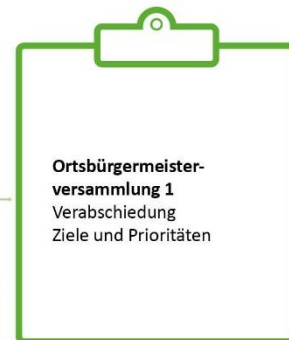 Ortsbürgermeister-
versammlung 1
Verabschiedung
Ziele und Prioritäten